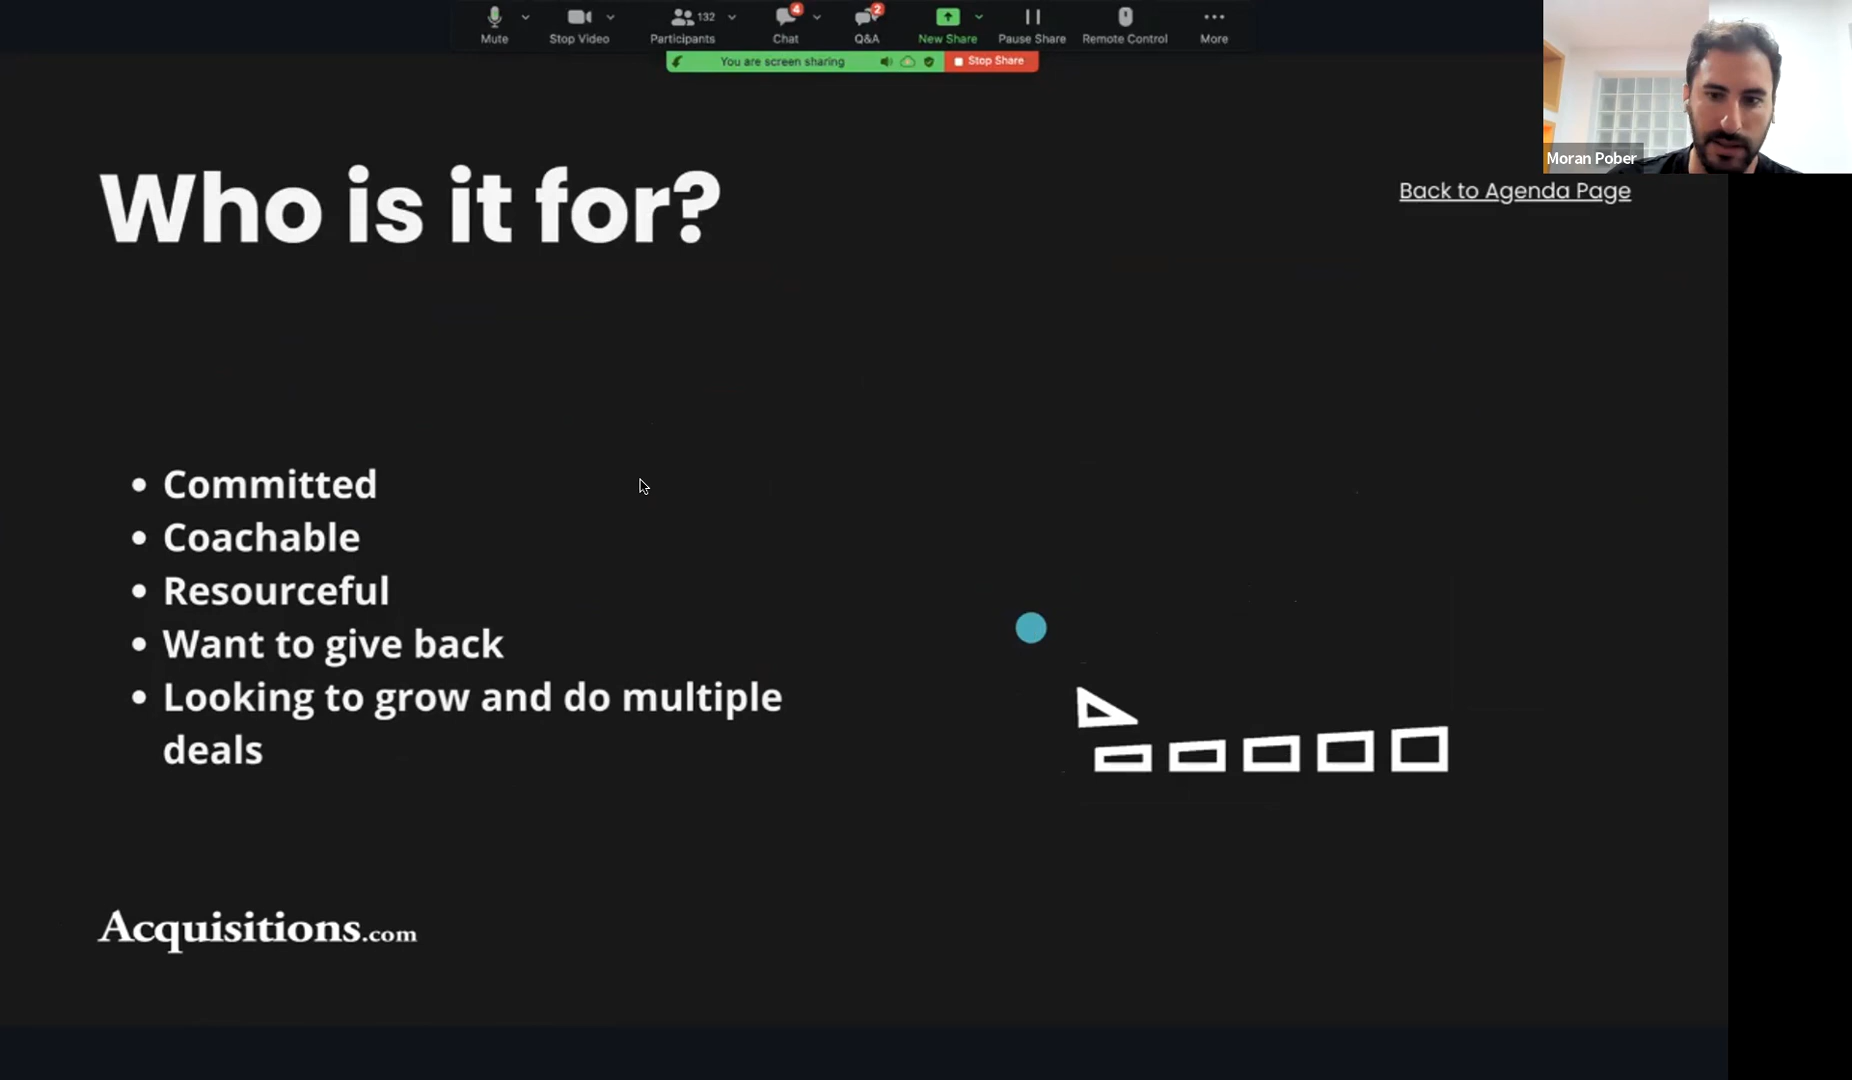 Mute
Stop Video
132
Participants
4
Chat
2
Q&A
New Share
Pause Share
Remote Control
More
You are screen sharing
Stop Share
Moran Pober
Who is it for?
Back to Agenda Page
• Committed
• Coachable
• Resourceful
• Want to give back
• Looking to grow and do multiple
deals
Acquisitions.com